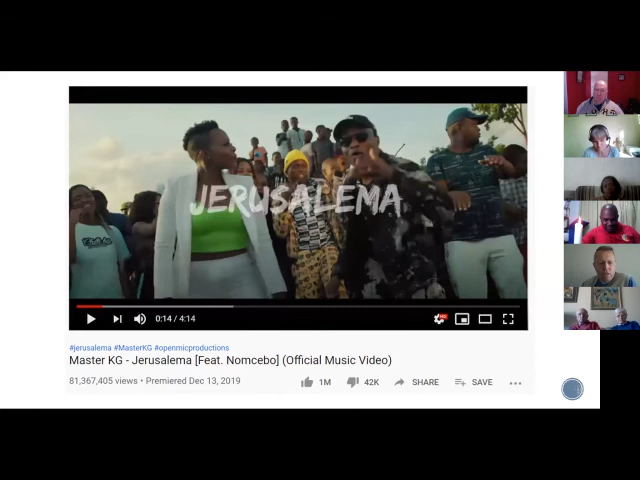 JERUSALEMA
0:14 / 4:14
HD
#jerusalema #MasterKG #openmicproductions
Master KG - Jerusalema [Feat. Nomcebo] (Official Music Video)
81,367,405 views • Premiered Dec 13, 2019
1M
42K
SHARE
SAVE